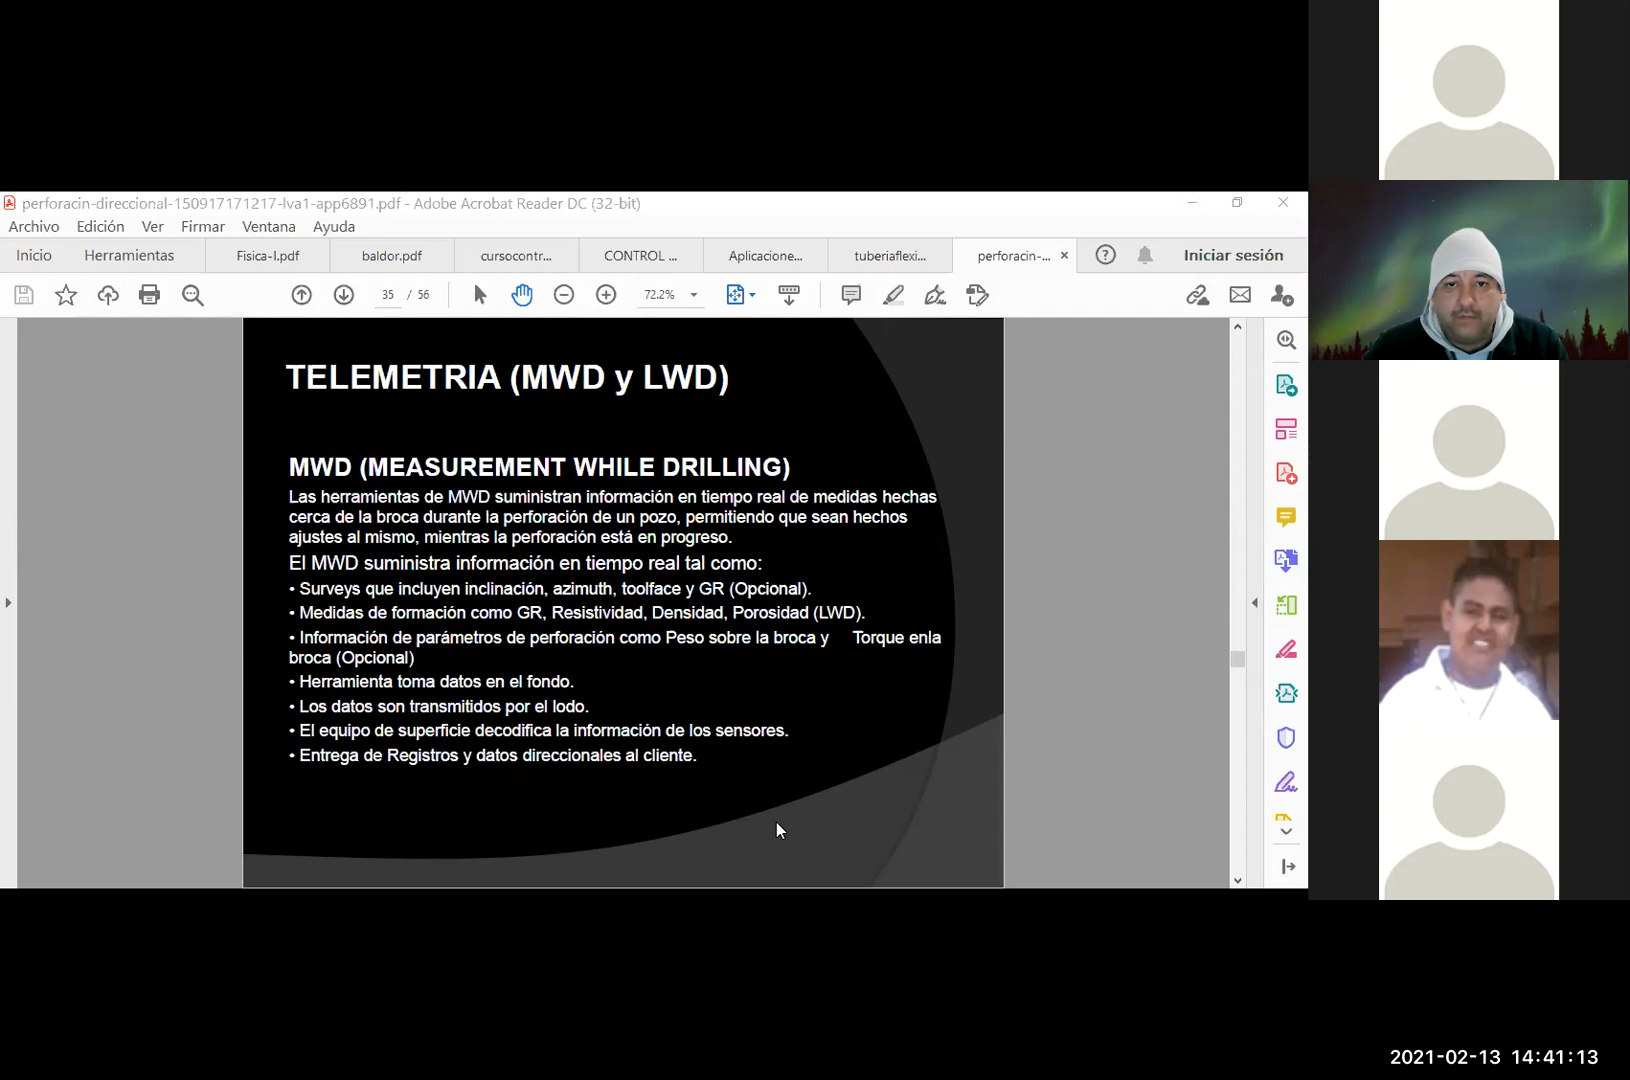 perforacin-direccional-150917171217-lva1-app6891.pdf - Adobe Acrobat Reader DC (32-bit)
Archivo Edición Ver Firmar Ventana Ayuda
Inicio Herramientas Fisica-I.pdf baldor.pdf cursocontr... CONTROL ... Aplicacione... tuberiaflexi... perforacin-... Iniciar sesión
35 / 56 72.2%
TELEMETRIA (MWD y LWD)
MWD (MEASUREMENT WHILE DRILLING)
Las herramientas de MWD suministran información en tiempo real de medidas hechas
cerca de la broca durante la perforación de un pozo, permitiendo que sean hechos
ajustes al mismo, mientras la perforación está en progreso.
El MWD suministra información en tiempo real tal como:
• Surveys que incluyen inclinación, azimuth, toolface y GR (Opcional).
• Medidas de formación como GR, Resistividad, Densidad, Porosidad (LWD).
• Información de parámetros de perforación como Peso sobre la broca y Torque enla
broca (Opcional)
• Herramienta toma datos en el fondo.
• Los datos son transmitidos por el lodo.
• El equipo de superficie decodifica la información de los sensores.
• Entrega de Registros y datos direccionales al cliente.
2021-02-13 14:41:13